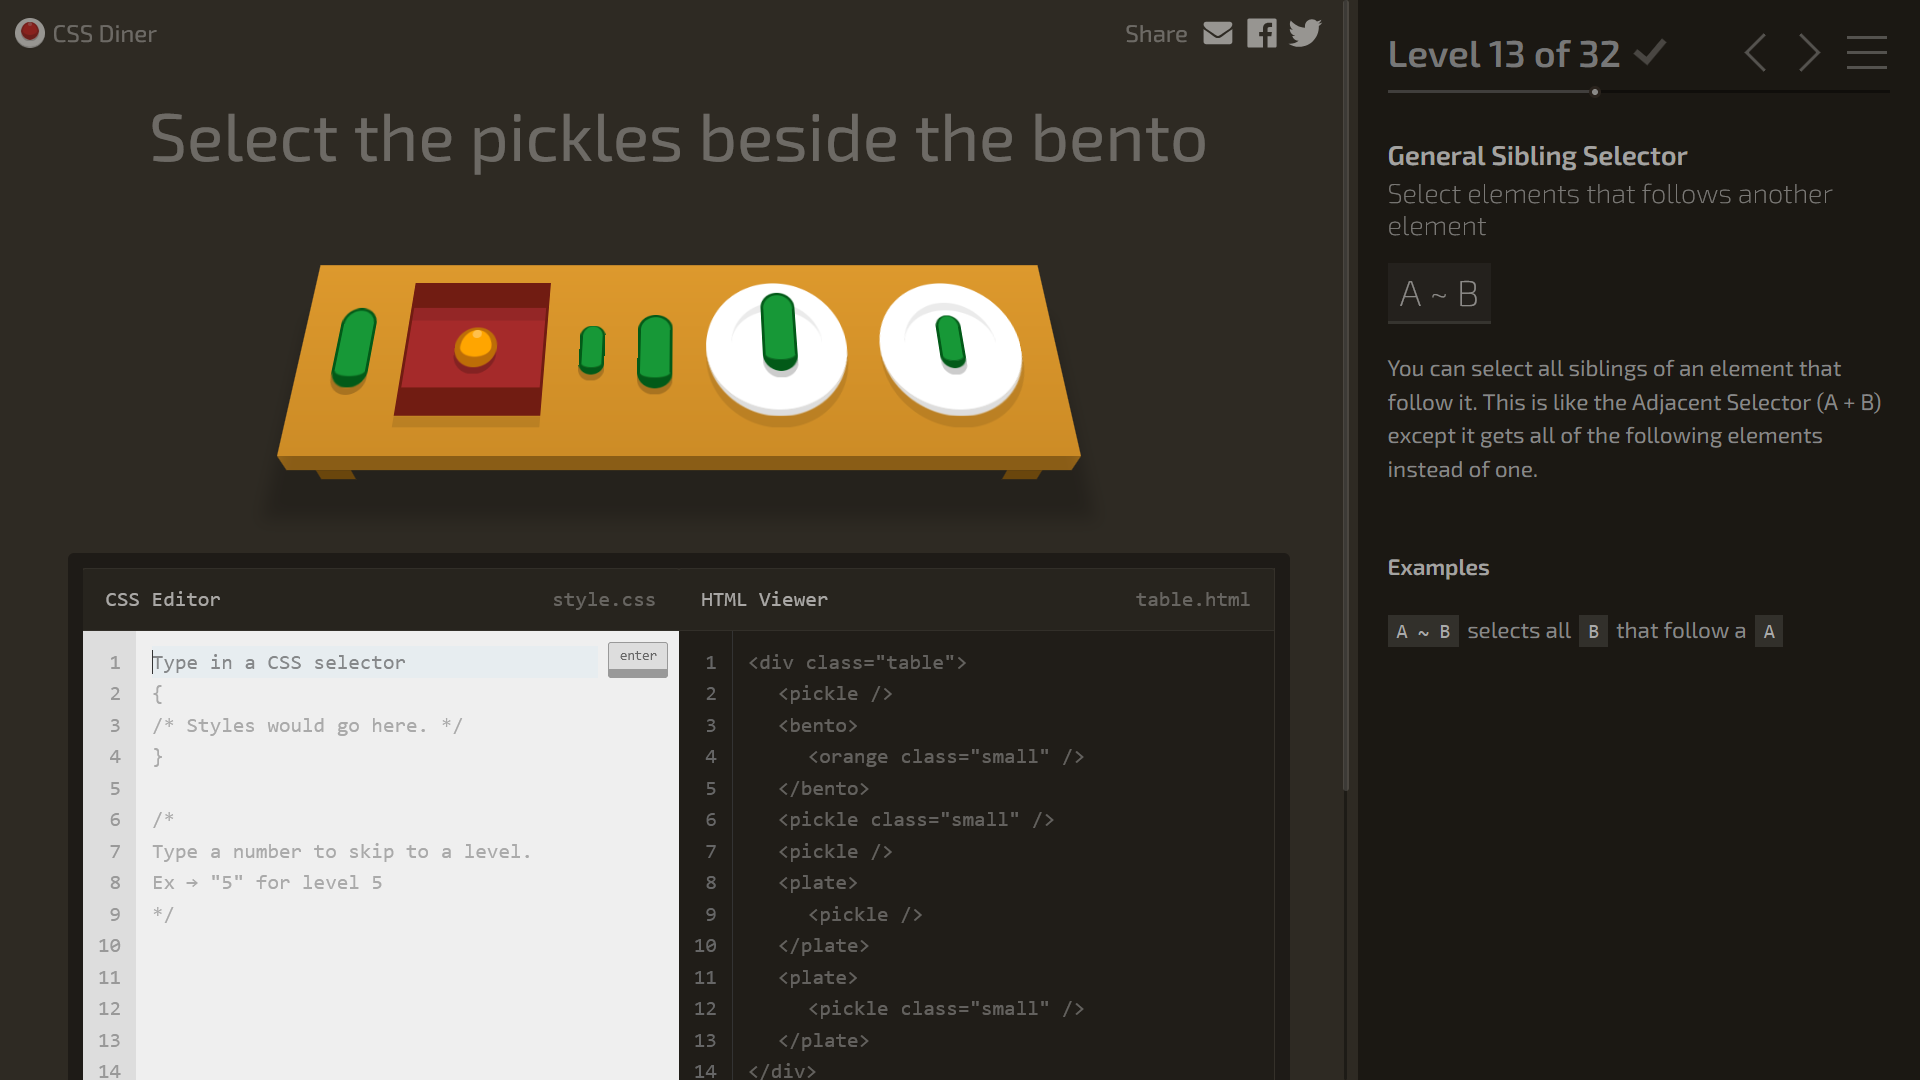 CSS Diner
Share
Select the pickles beside the bento
CSS Editor
style.css
1 Type in a CSS selector
enter
2 {
3 /* Styles would go here. */
4 }
5
6 /*
7 Type a number to skip to a level.
8 Ex → "5" for level 5
9 */
10
11
12
13
14
HTML Viewer
table.html
1 <div class="table">
2 <pickle />
3 <bento>
4 <orange class="small" />
5 </bento>
6 <pickle class="small" />
7 <pickle />
8 <plate>
9 <pickle />
10 </plate>
11 <plate>
12 <pickle class="small" />
13 </plate>
14 </div>
Level 13 of 32
General Sibling Selector
Select elements that follows another
element
A ~ B
You can select all siblings of an element that
follow it. This is like the Adjacent Selector (A + B)
except it gets all of the following elements
instead of one.
Examples
A ~ B selects all B that follow a A